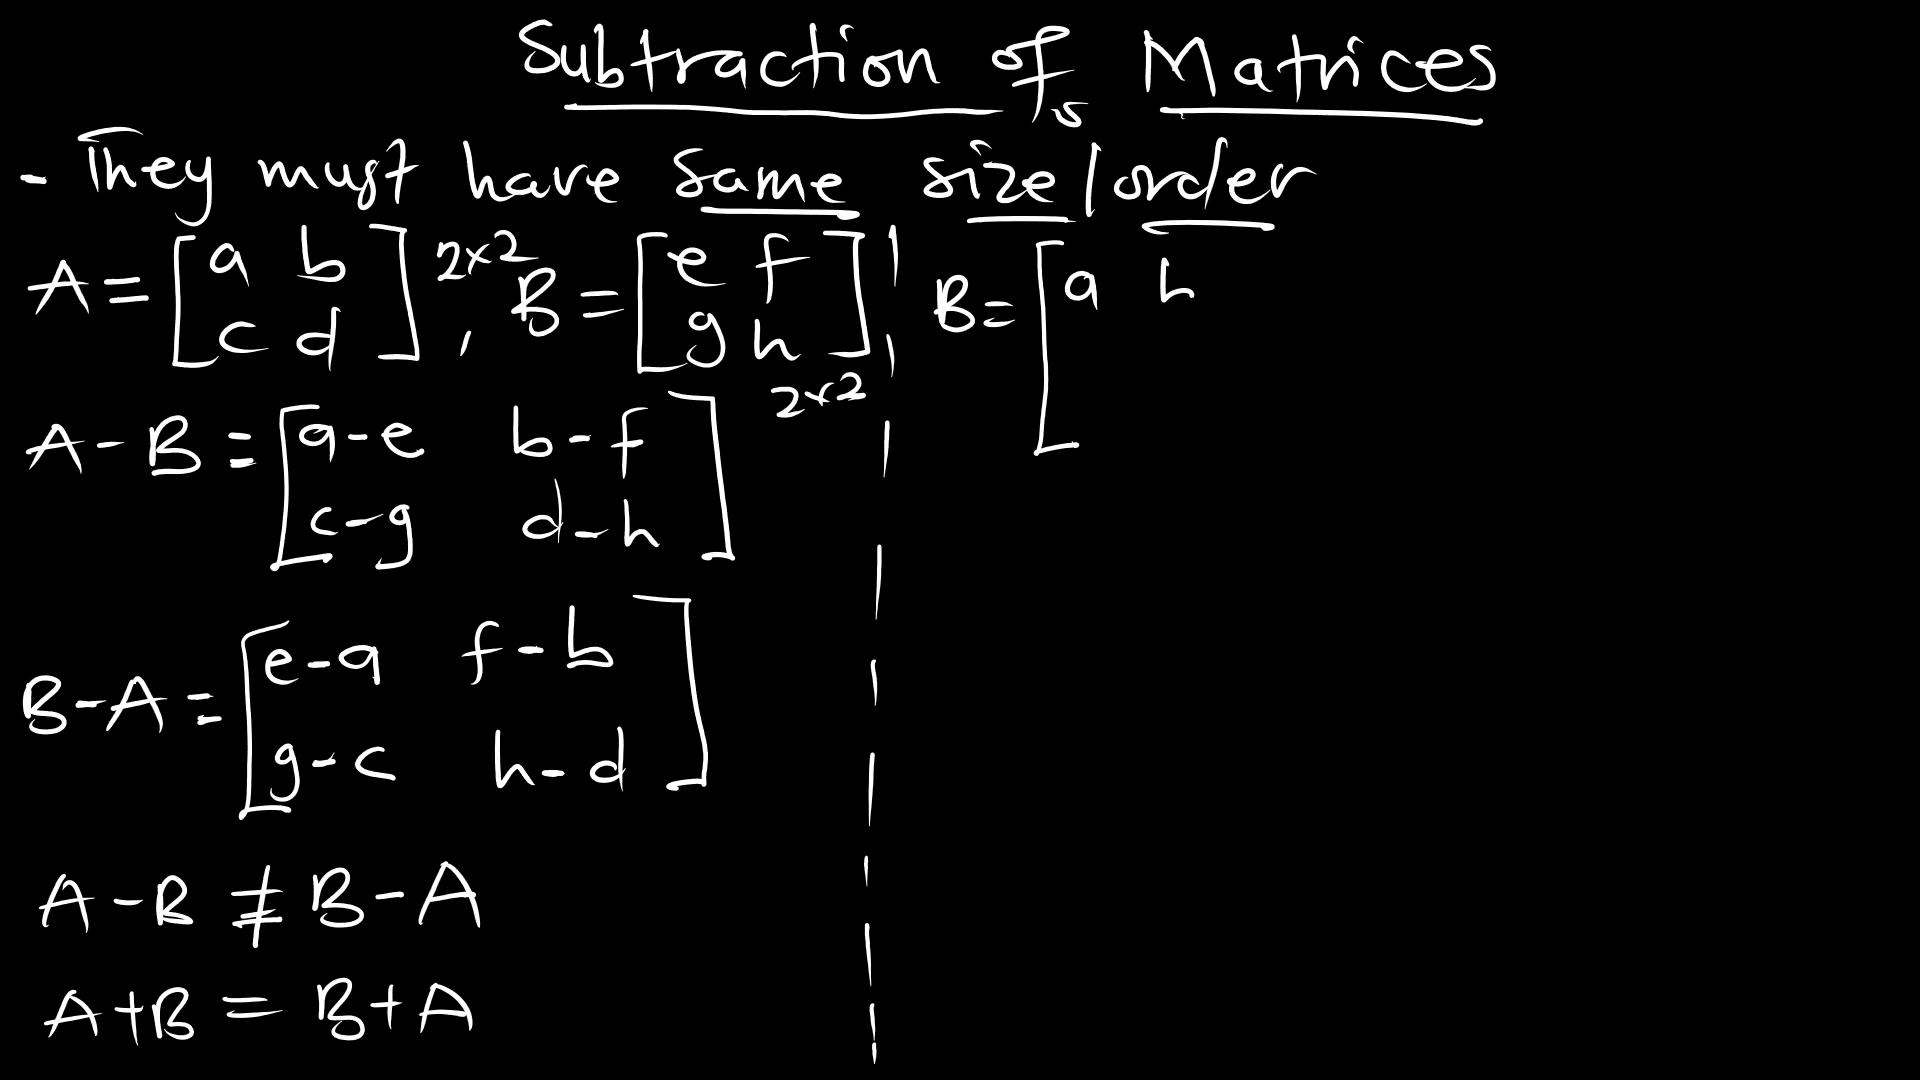 Subtraction of Matrices
s
- They must have same size/order
A = [a b
c d] 2x2, B = [e f
g h] 2x2
A - B = [a-e b-f
c-g d-h]
B-A = [e-a f-b
g-c h-d]
A - B ≠ B - A
A+B = B+A
B= [a